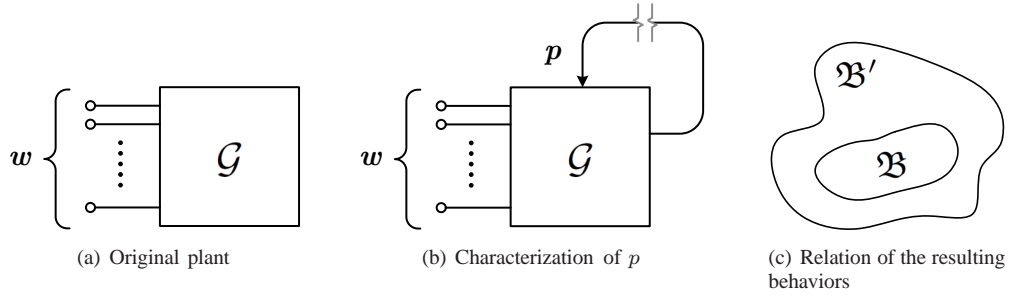 w
𝒢
(a) Original plant
p
w
𝒢
(b) Characterization of p
𝔅′
𝔅
(c) Relation of the resulting
behaviors